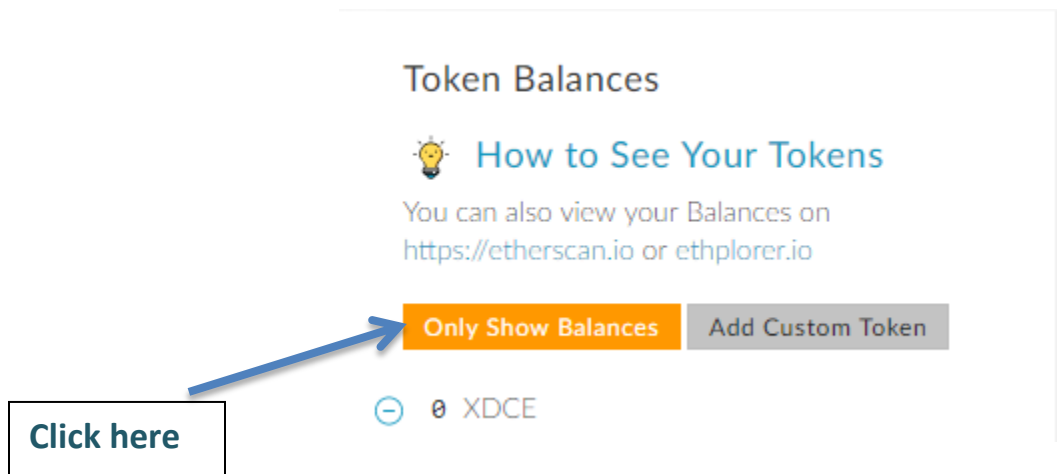 Token Balances
How to See Your Tokens
You can also view your Balances on
https://etherscan.io or ethplorer.io
Only Show Balances Add Custom Token
0 XDCE
Click here